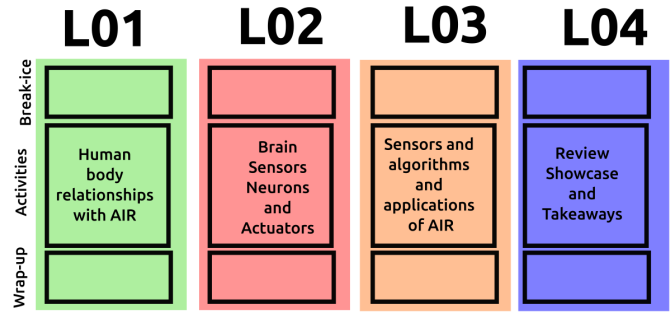 L01
L02
L03
L04
Break-ice
Activities
Wrap-up
Human
body
relationships
with AIR
Brain
Sensors
Neurons
and
Actuators
Sensors and
algorithms
and
applications
of AIR
Review
Showcase
and
Takeaways